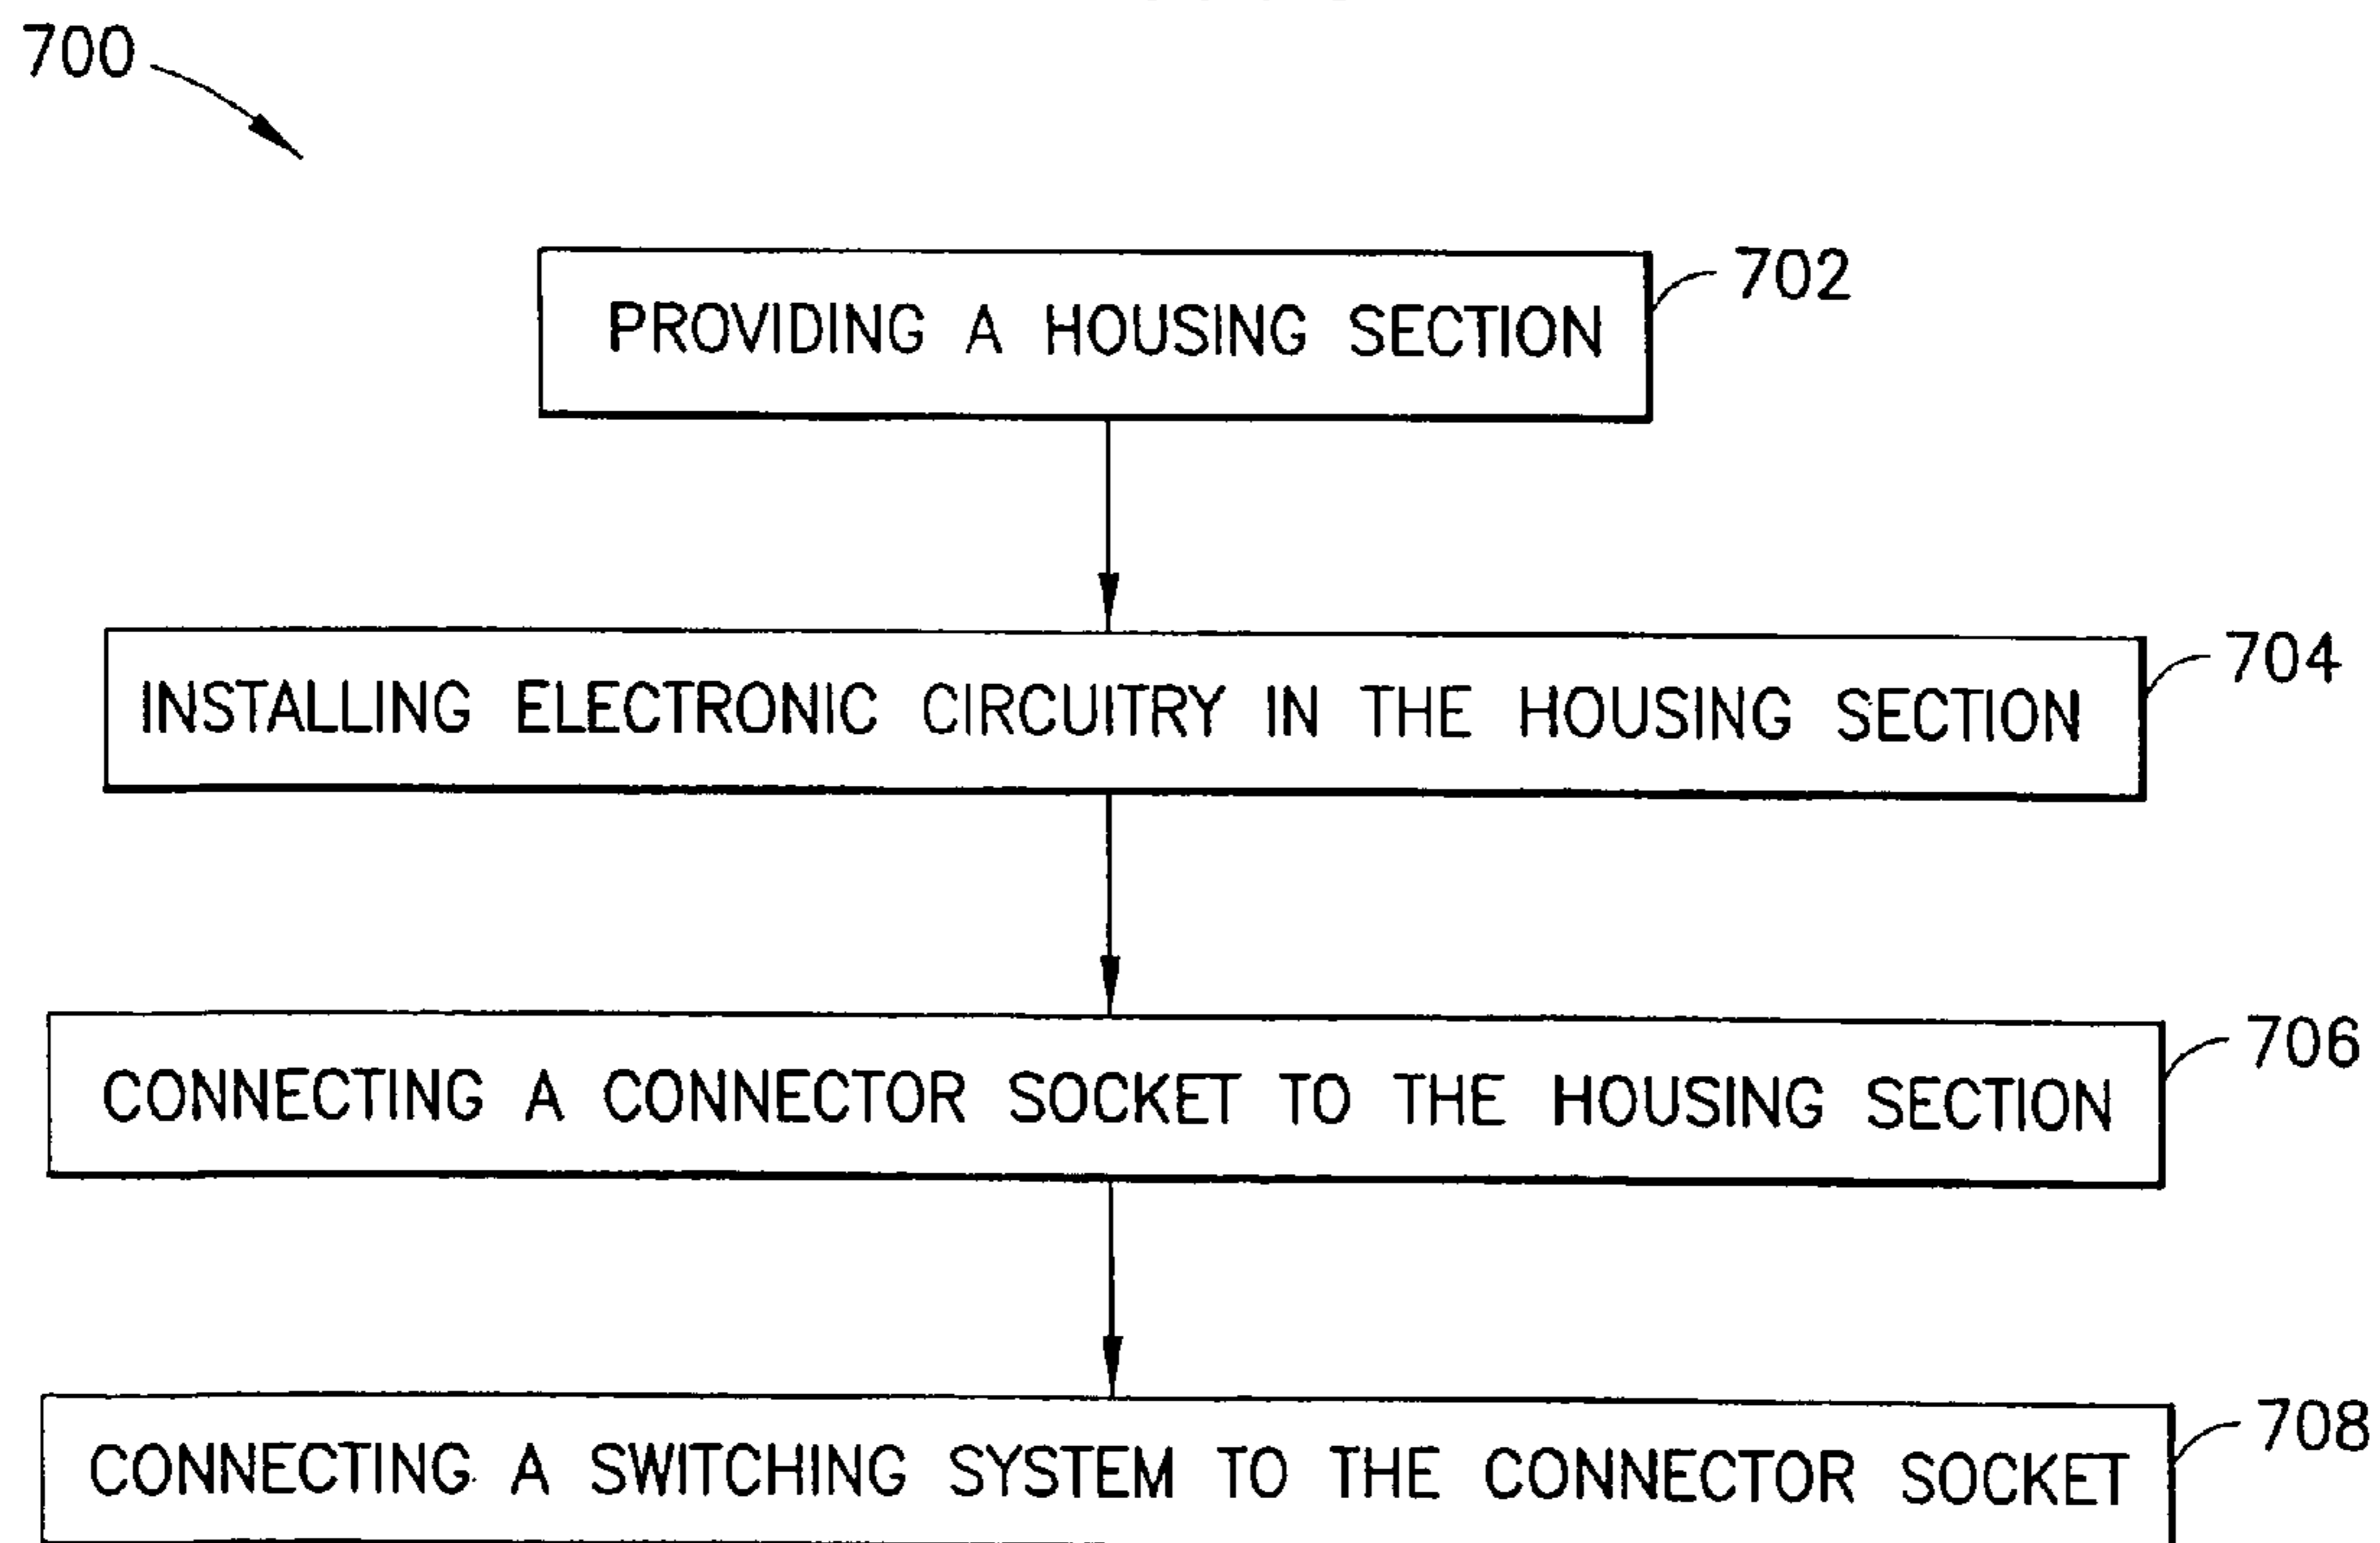 700
PROVIDING A HOUSING SECTION
702
INSTALLING ELECTRONIC CIRCUITRY IN THE HOUSING SECTION
704
CONNECTING A CONNECTOR SOCKET TO THE HOUSING SECTION
706
CONNECTING A SWITCHING SYSTEM TO THE CONNECTOR SOCKET
708